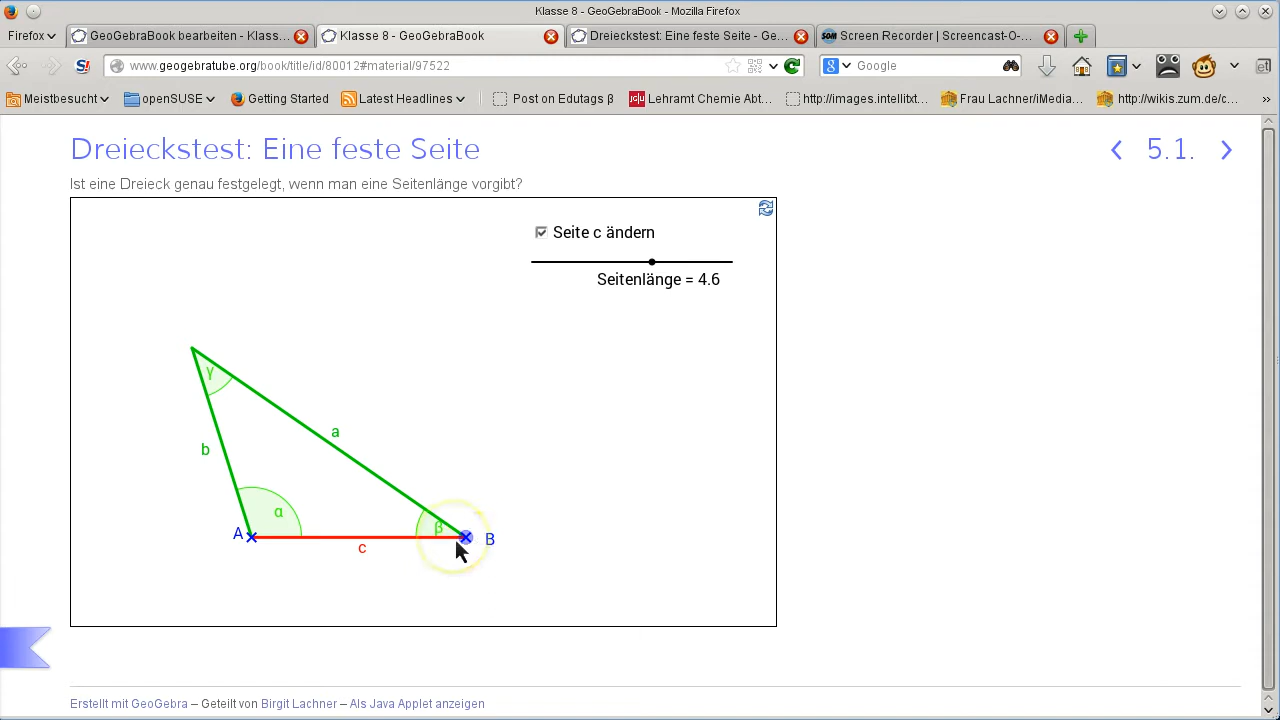 Klasse 8 - GeoGebraBook - Mozilla Firefox
Firefox
GeoGebraBook bearbeiten - Klass...
Klasse 8 - GeoGebraBook
Dreieckstest: Eine feste Seite - Ge...
SOM Screen Recorder | Screencast-O-...
S!
www.geogebratube.org/book/title/id/80012#material/97522
8 Google
Meistbesucht
openSUSE
Getting Started
Latest Headlines
Post on Edutags β
Lehramt Chemie Abt...
http://images.intellitxt...
Frau Lachner/iMedia...
http://wikis.zum.de/c...
»
Dreieckstest: Eine feste Seite
5.1.
Ist eine Dreieck genau festgelegt, wenn man eine Seitenlänge vorgibt?
Seite c ändern
Seitenlänge = 4.6
γ
a
b
α
β
A
B
c
Erstellt mit GeoGebra – Geteilt von Birgit Lachner – Als Java Applet anzeigen